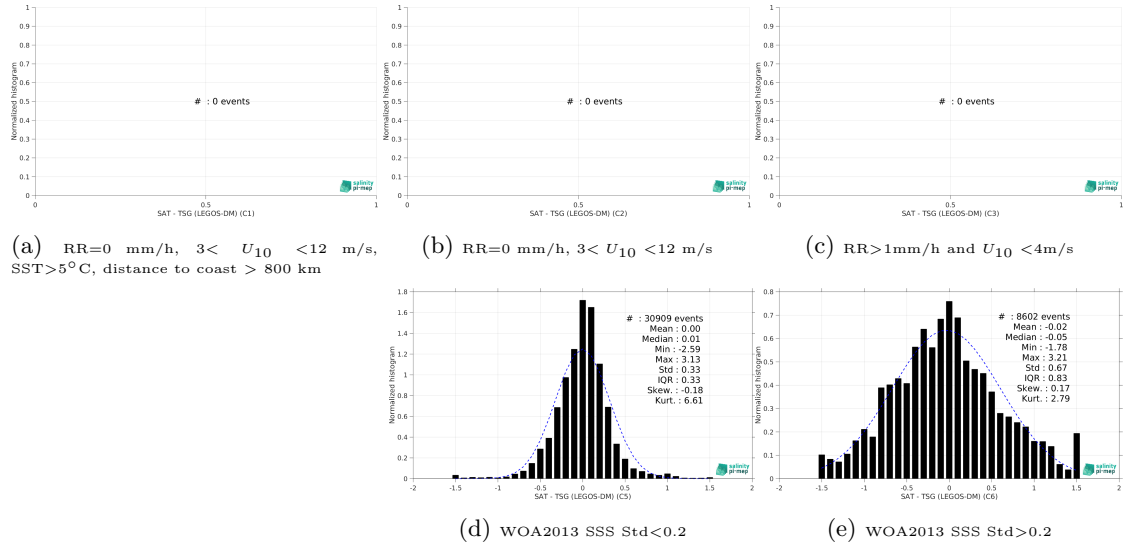 1
0.9
0.8
0.7
0.6
0.5
0.4
0.3
0.2
0.1
0
Normalized histogram
# : 0 events
salinity
pi-mep
0 0.5 1
SAT - TSG (LEGOS-DM) (C1)
1
0.9
0.8
0.7
0.6
0.5
0.4
0.3
0.2
0.1
0
Normalized histogram
# : 0 events
salinity
pi-mep
0 0.5 1
SAT - TSG (LEGOS-DM) (C2)
1
0.9
0.8
0.7
0.6
0.5
0.4
0.3
0.2
0.1
0
Normalized histogram
# : 0 events
salinity
pi-mep
0 0.5 1
SAT - TSG (LEGOS-DM) (C3)
(a) RR=0 mm/h, 3< U10 <12 m/s,
SST>5°C, distance to coast > 800 km
(b) RR=0 mm/h, 3< U10 <12 m/s
(c) RR>1mm/h and U10 <4m/s
1.8
1.6
1.4
1.2
1
0.8
0.6
0.4
0.2
0
Normalized histogram
# : 30909 events
Mean : 0.00
Median : 0.01
Min : -2.59
Max : 3.13
Std : 0.33
IQR : 0.33
Skew. : -0.18
Kurt. : 6.61
salinity
pi-mep
-2 -1.5 -1 -0.5 0 0.5 1 1.5 2
SAT - TSG (LEGOS-DM) (C5)
0.8
0.7
0.6
0.5
0.4
0.3
0.2
0.1
0
Normalized histogram
# : 8602 events
Mean : -0.02
Median : -0.05
Min : -1.78
Max : 3.21
Std : 0.67
IQR : 0.83
Skew. : 0.17
Kurt. : 2.79
salinity
pi-mep
-2 -1.5 -1 -0.5 0 0.5 1 1.5 2
SAT - TSG (LEGOS-DM) (C6)
(d) WOA2013 SSS Std<0.2
(e) WOA2013 SSS Std>0.2